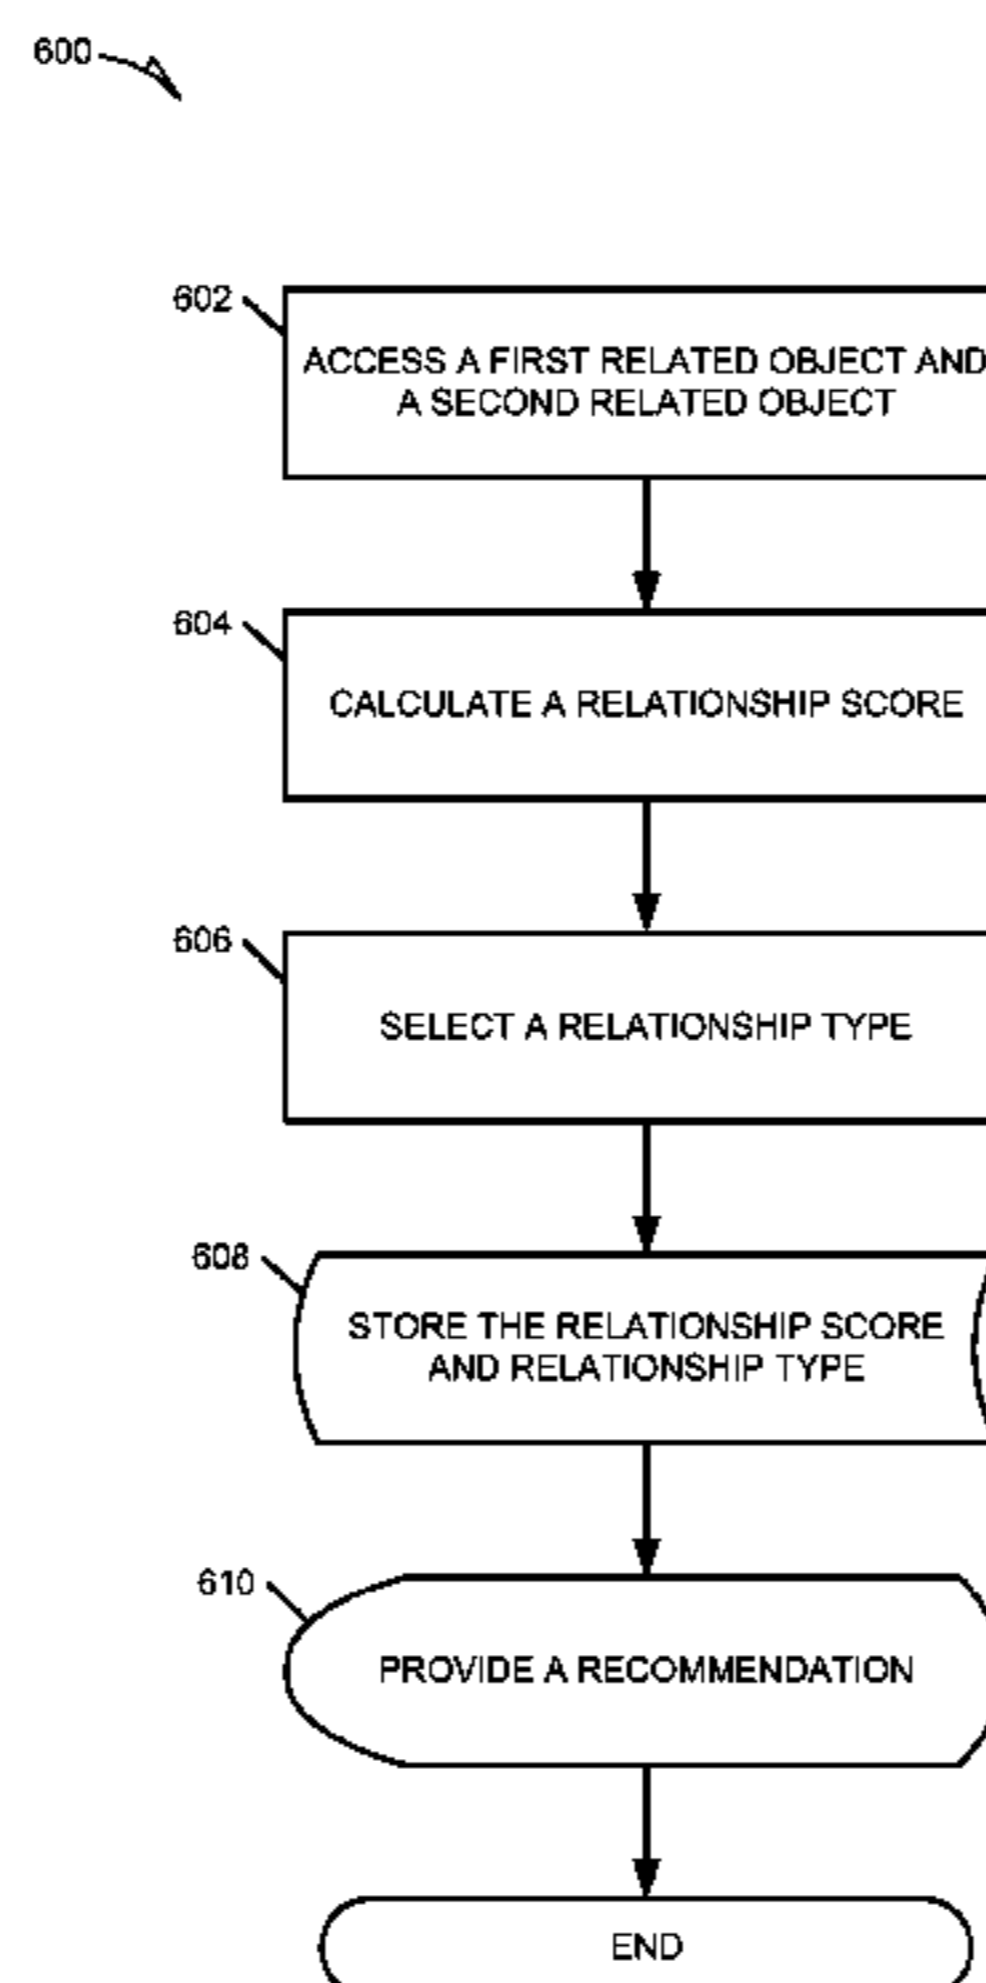 600
602
ACCESS A FIRST RELATED OBJECT AND
A SECOND RELATED OBJECT
604
CALCULATE A RELATIONSHIP SCORE
606
SELECT A RELATIONSHIP TYPE
608
STORE THE RELATIONSHIP SCORE
AND RELATIONSHIP TYPE
610
PROVIDE A RECOMMENDATION
END